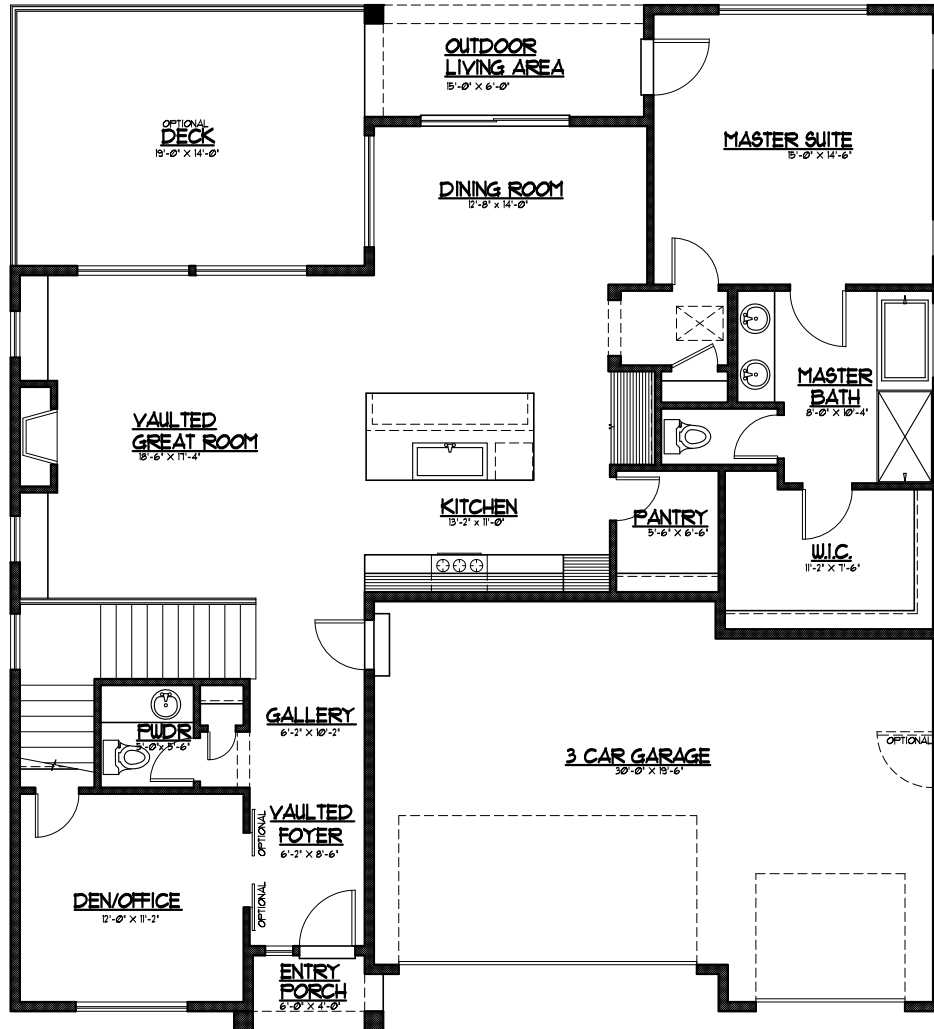 OUTDOOR
LIVING AREA
15'-0" X 6'-0"
OPTIONAL
DECK
19'-0" X 14'-0"
MASTER SUITE
15'-0" X 14'-6"
DINING ROOM
12'-8" x 14'-0"
MASTER
BATH
8'-0" X 10'-4"
VAULTED
GREAT ROOM
18'-6" X 17'-4"
KITCHEN
13'-2" X 11'-0"
PANTRY
5'-6" X 6'-6"
W.I.C.
11'-2" X 7'-6"
GALLERY
6'-2" X 10'-2"
PWDR
5'-0" x 5'-6"
3 CAR GARAGE
30'-0" X 19'-6"
OPTIONAL
VAULTED
FOYER
6'-2" X 8'-6"
OPTIONAL
OPTIONAL
DEN/OFFICE
12'-0" X 11'-2"
ENTRY
PORCH
6'-0" X 4'-0"